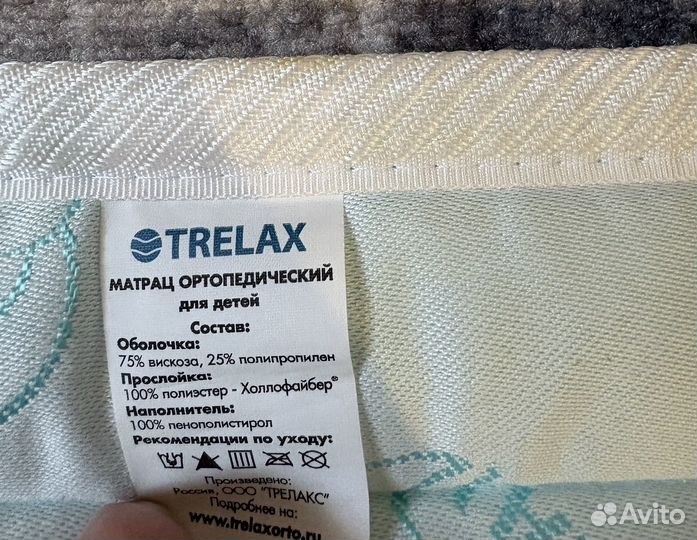 TRELAX
МАТРАЦ ОРТОПЕДИЧЕСКИЙ
для детей
Состав:
Оболочка:
75% вискоза, 25% полипропилен
Прослойка:
100% полиэстер - Холлофайбер®
Наполнитель:
100% пенополистирол
Рекомендации по уходу:
Произведено:
Россия, ООО "ТРЕЛАКС"
Подробнее на:
www.trelaxorto.ru
Avito